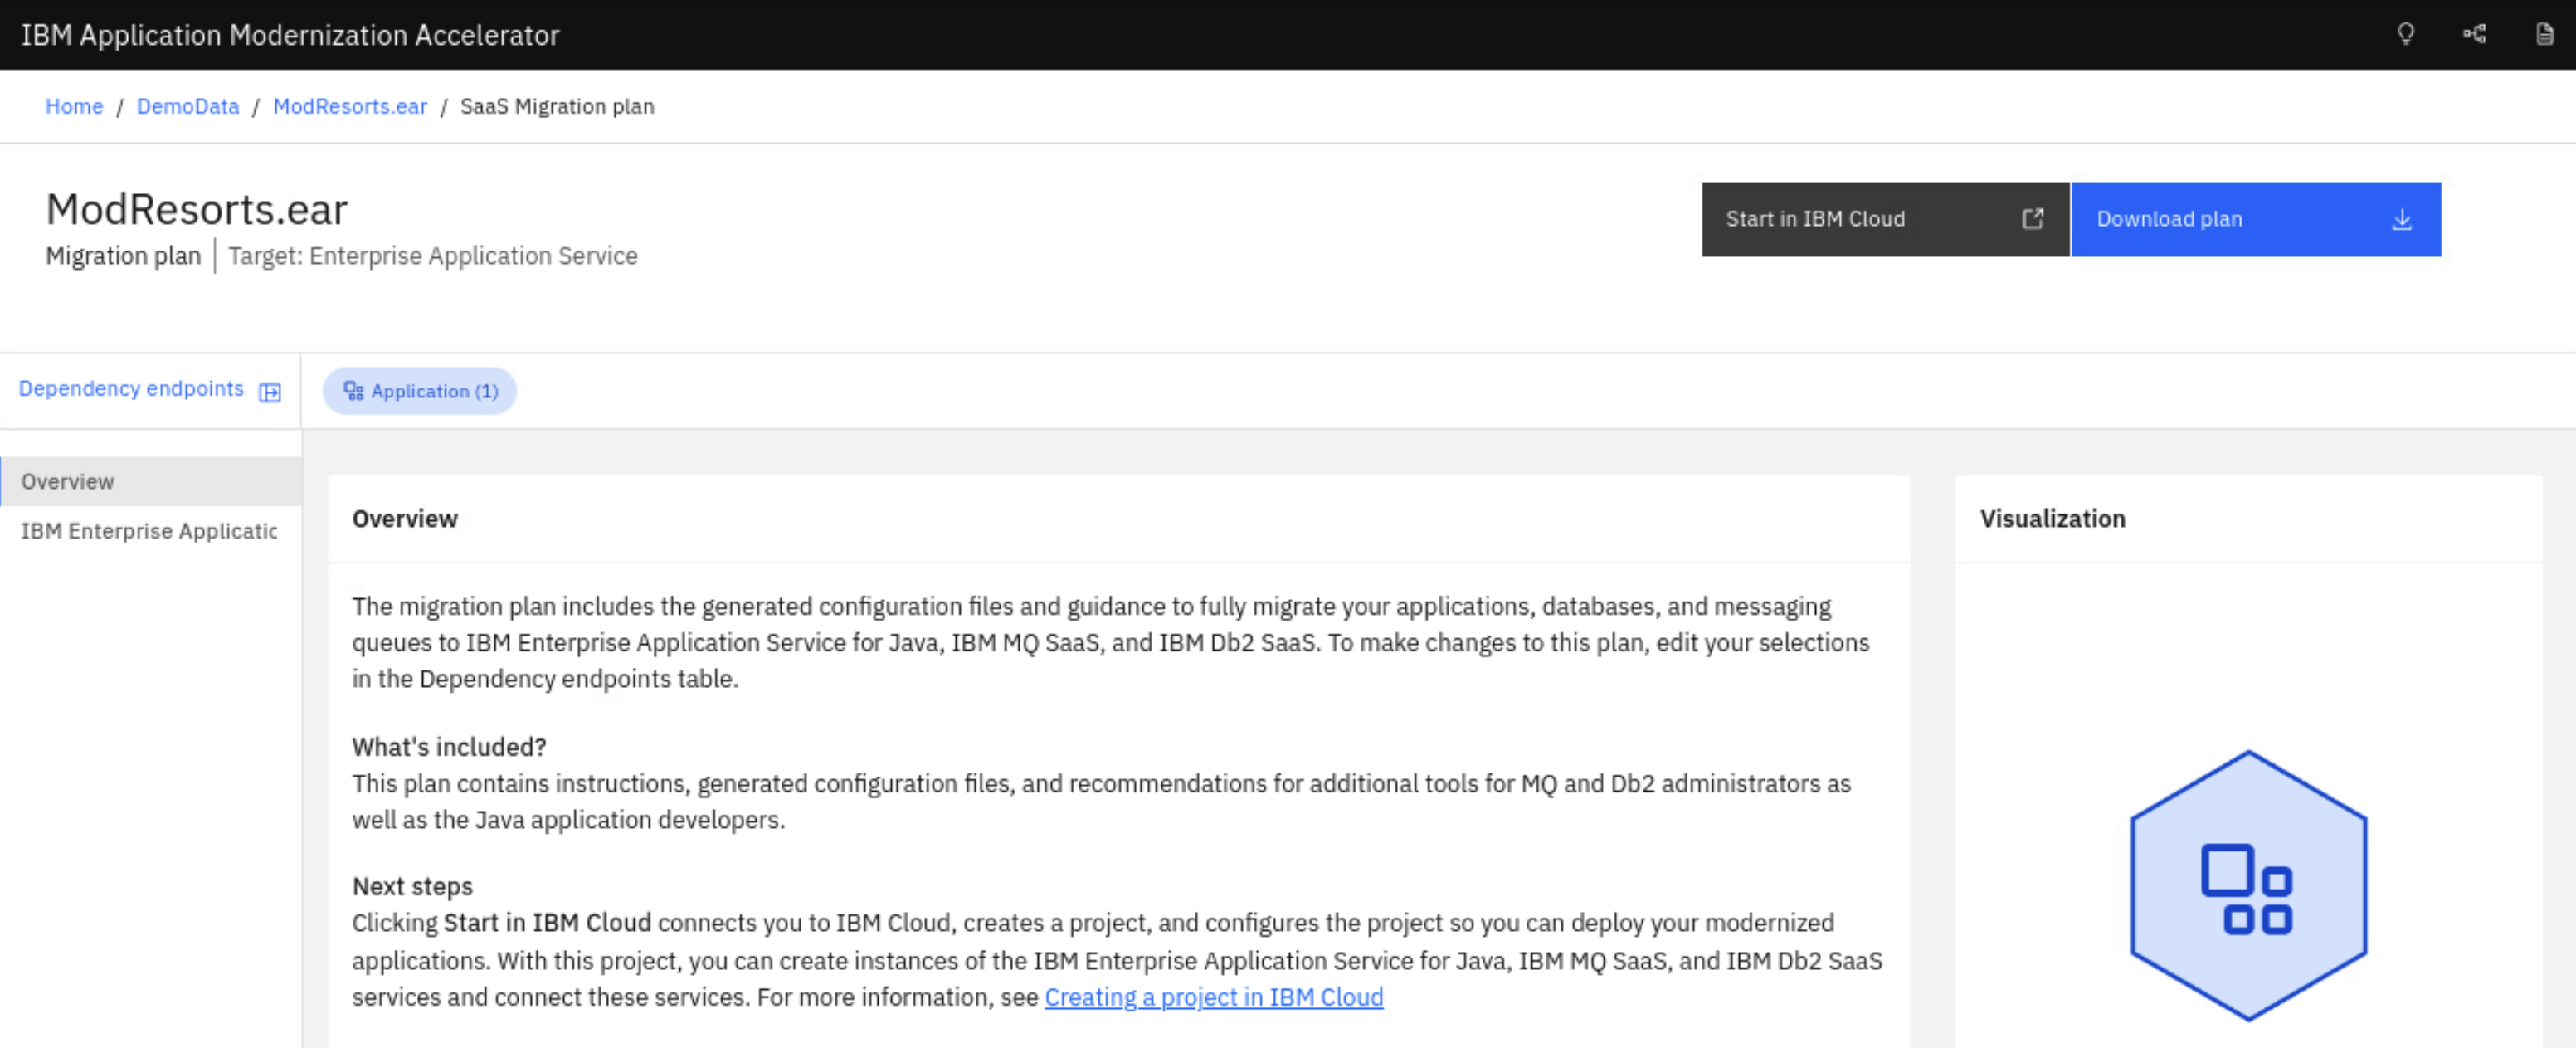 IBM Application Modernization Accelerator
Home / DemoData / ModResorts.ear / SaaS Migration plan
ModResorts.ear
Migration plan | Target: Enterprise Application Service
Start in IBM Cloud
Download plan
Dependency endpoints
Application (1)
Overview
IBM Enterprise Applicatic
Overview
The migration plan includes the generated configuration files and guidance to fully migrate your applications, databases, and messaging
queues to IBM Enterprise Application Service for Java, IBM MQ SaaS, and IBM Db2 SaaS. To make changes to this plan, edit your selections
in the Dependency endpoints table.
What's included?
This plan contains instructions, generated configuration files, and recommendations for additional tools for MQ and Db2 administrators as
well as the Java application developers.
Next steps
Clicking Start in IBM Cloud connects you to IBM Cloud, creates a project, and configures the project so you can deploy your modernized
applications. With this project, you can create instances of the IBM Enterprise Application Service for Java, IBM MQ SaaS, and IBM Db2 SaaS
services and connect these services. For more information, see Creating a project in IBM Cloud
Visualization